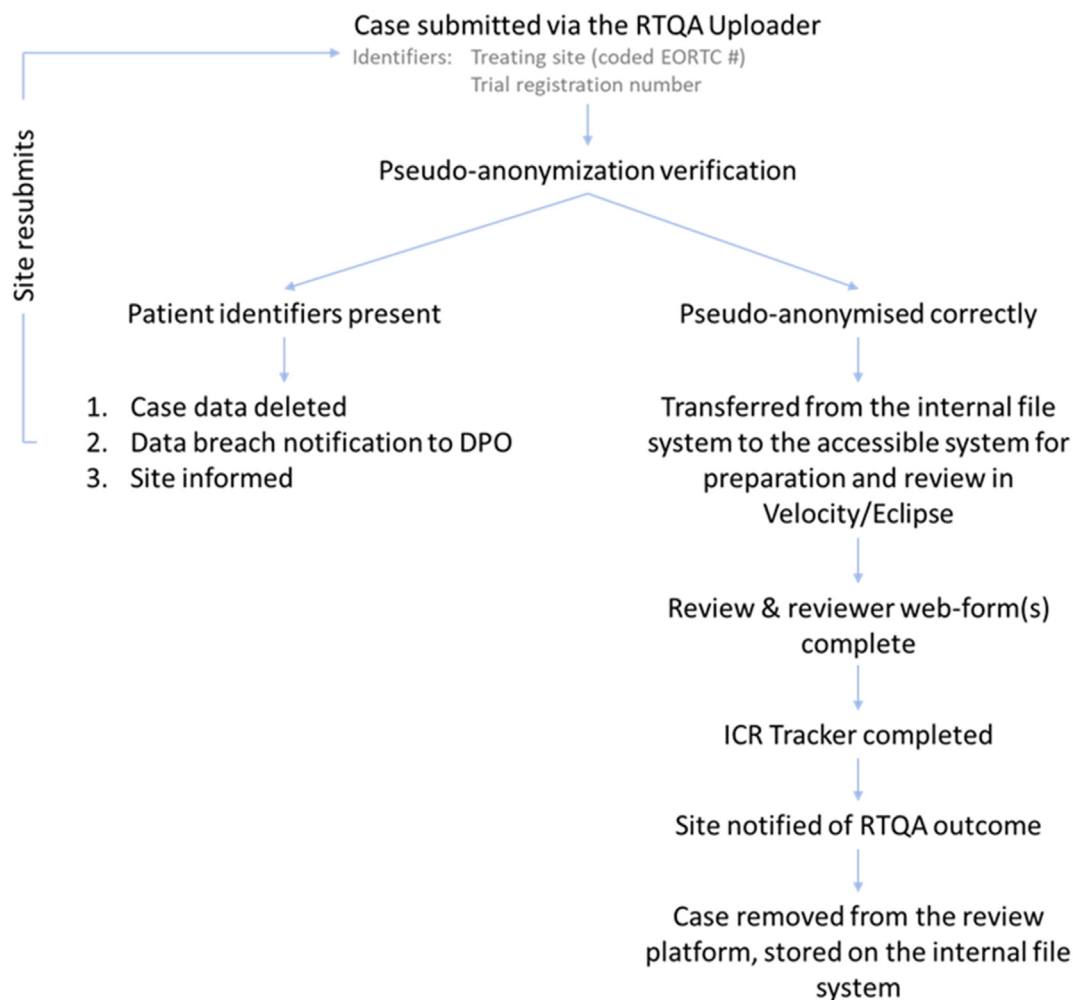 Case submitted via the RTQA Uploader
Identifiers: Treating site (coded EORTC #)
Trial registration number
Site resubmits
Pseudo-anonymization verification
Patient identifiers present
1. Case data deleted
2. Data breach notification to DPO
3. Site informed
Pseudo-anonymised correctly
Transferred from the internal file
system to the accessible system for
preparation and review in
Velocity/Eclipse
Review & reviewer web-form(s)
complete
ICR Tracker completed
Site notified of RTQA outcome
Case removed from the review
platform, stored on the internal file
system